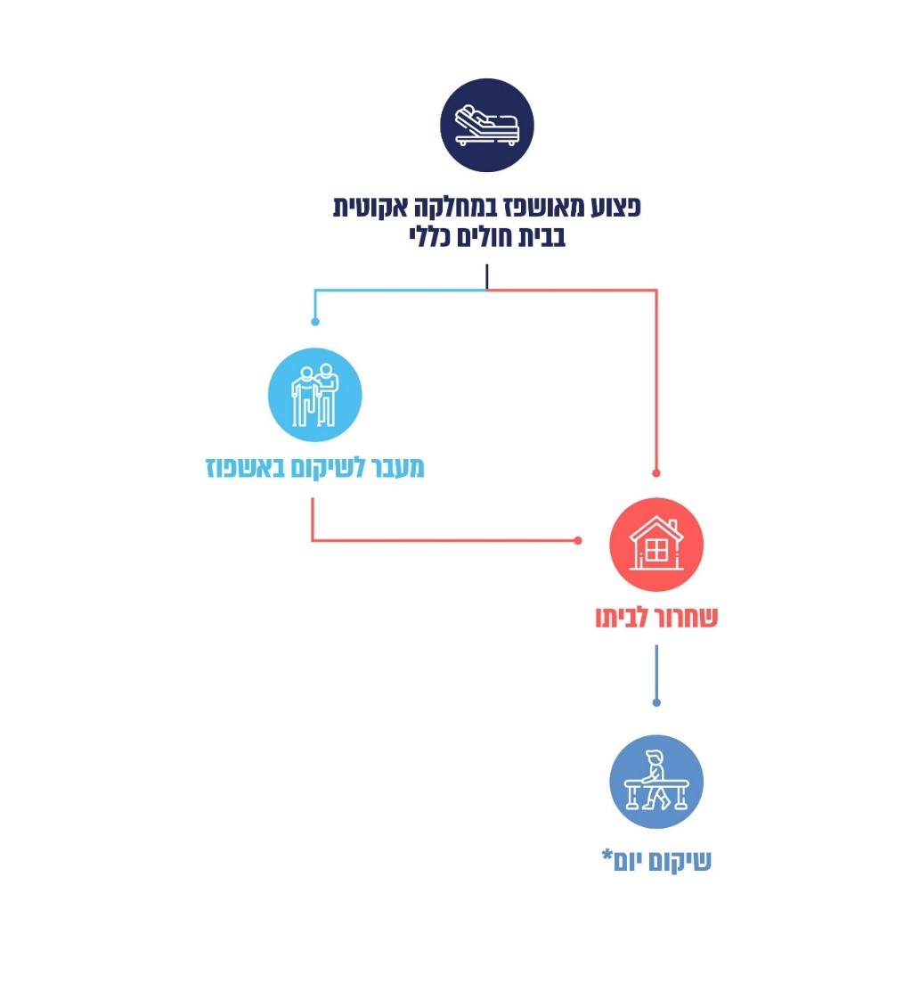 פצוע מאושפז במחלקה אקוטית
בבית חולים כללי
מעבר לשיקום באשפוז
שחרור לביתו
שיקום יום*